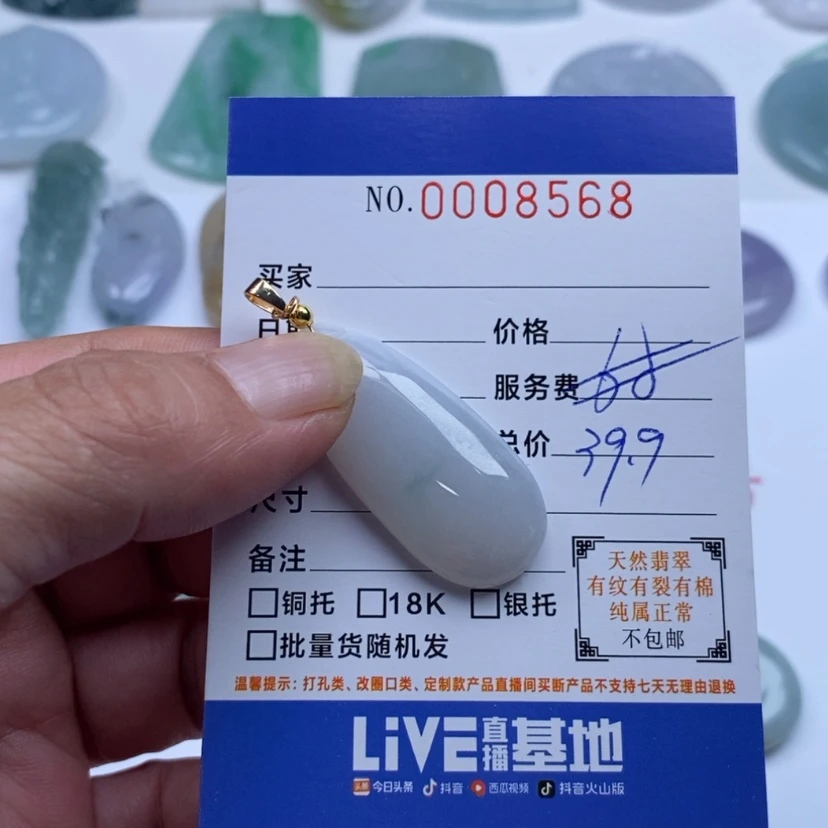 NO.0008568
买家
日期
价格
服务费 68
总价 39.9
尺寸
备注
铜托 18K 银托
批量货随机发
天然翡翠
有纹有裂有棉
纯属正常
不包邮
温馨提示：打孔类、改圈口类、定制款产品直播间买断产品不支持七天无理由退换
LiVE直播基地
头条 今日头条 抖音 西瓜视频 抖音火山版